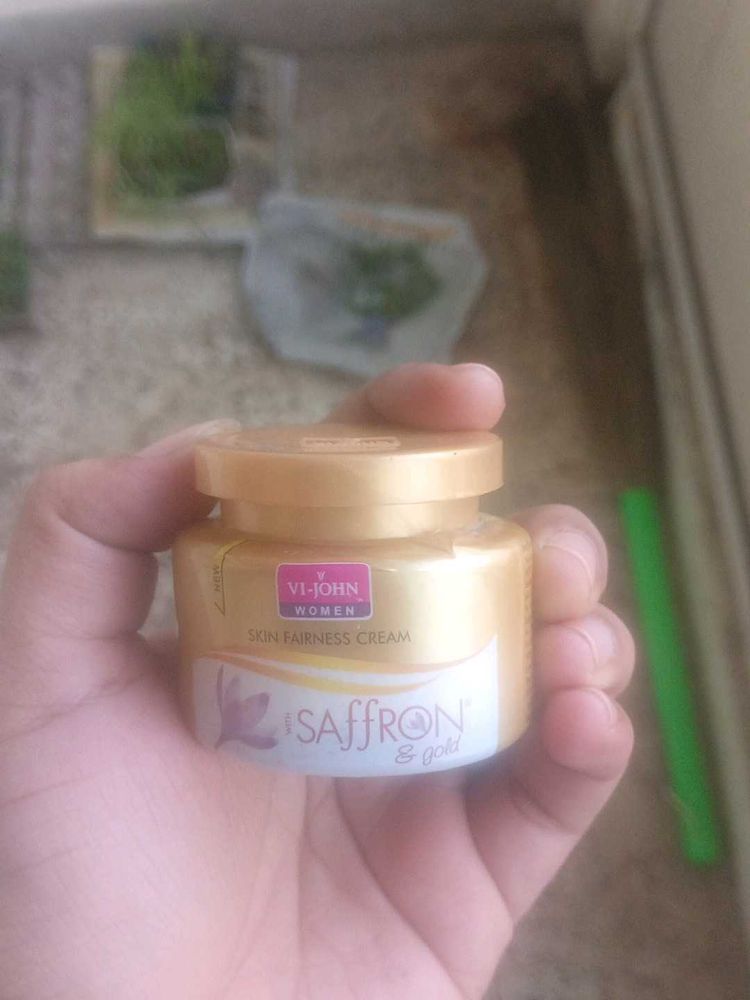 VI-JOHN
WOMEN
NEW
SKIN FAIRNESS CREAM
WITH
SAffRON®
& gold